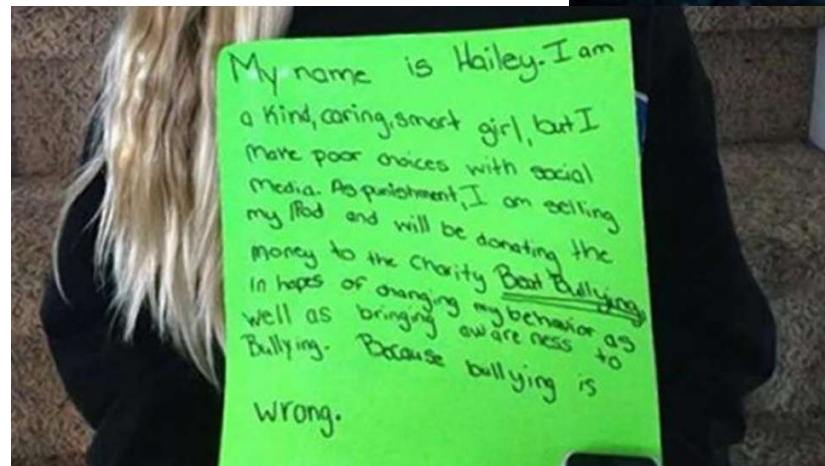 My name is Hailey. I am
a kind, caring, smart girl, but I
make poor choices with social
media. As punishment, I am selling
my iPod and will be donating the
money to the charity Beat Bullying,
in hopes of changing my behavior as
well as bringing awareness to
Bullying. Because bullying is
wrong.